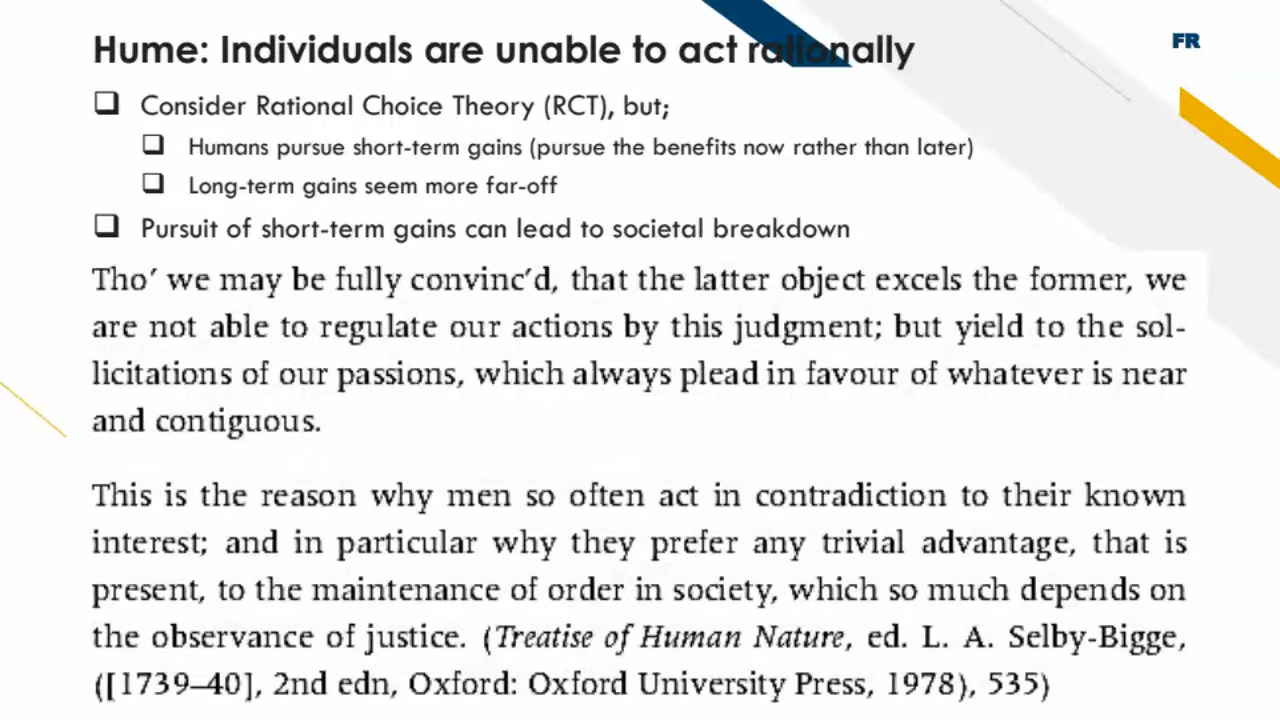 Hume: Individuals are unable to act rationally
FR
Consider Rational Choice Theory (RCT), but;
Humans pursue short-term gains (pursue the benefits now rather than later)
Long-term gains seem more far-off
Pursuit of short-term gains can lead to societal breakdown
Tho’ we may be fully convinc’d, that the latter object excels the former, we
are not able to regulate our actions by this judgment; but yield to the sol-
licitations of our passions, which always plead in favour of whatever is near
and contiguous.
This is the reason why men so often act in contradiction to their known
interest; and in particular why they prefer any trivial advantage, that is
present, to the maintenance of order in society, which so much depends on
the observance of justice. (Treatise of Human Nature, ed. L. A. Selby-Bigge,
([1739–40], 2nd edn, Oxford: Oxford University Press, 1978), 535)